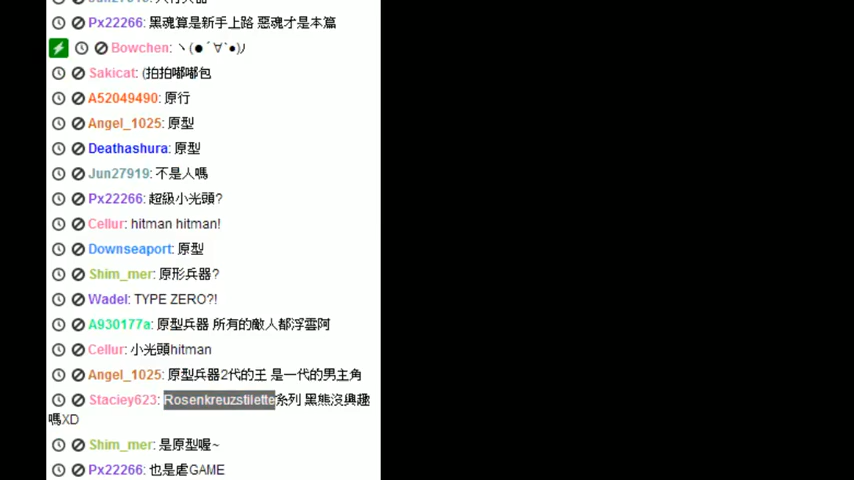 Px22266: 黑魂算是新手上路 惡魂才是本篇
Bowchen: ヽ(●´∀`●)ﾉ
Sakicat: (拍拍嘟嘟包
A52049490: 原行
Angel_1025: 原型
Deathashura: 原型
Jun27919: 不是人嗎
Px22266: 超級小光頭?
Cellur: hitman hitman!
Downseaport: 原型
Shim_mer: 原形兵器?
Wadel: TYPE ZERO?!
A930177a: 原型兵器 所有的敵人都浮雲阿
Cellur: 小光頭hitman
Angel_1025: 原型兵器2代的王 是一代的男主角
Staciey623: Rosenkreuzstilette系列 黑熊沒興趣
嗎XD
Shim_mer: 是原型喔~
Px22266: 也是虐GAME